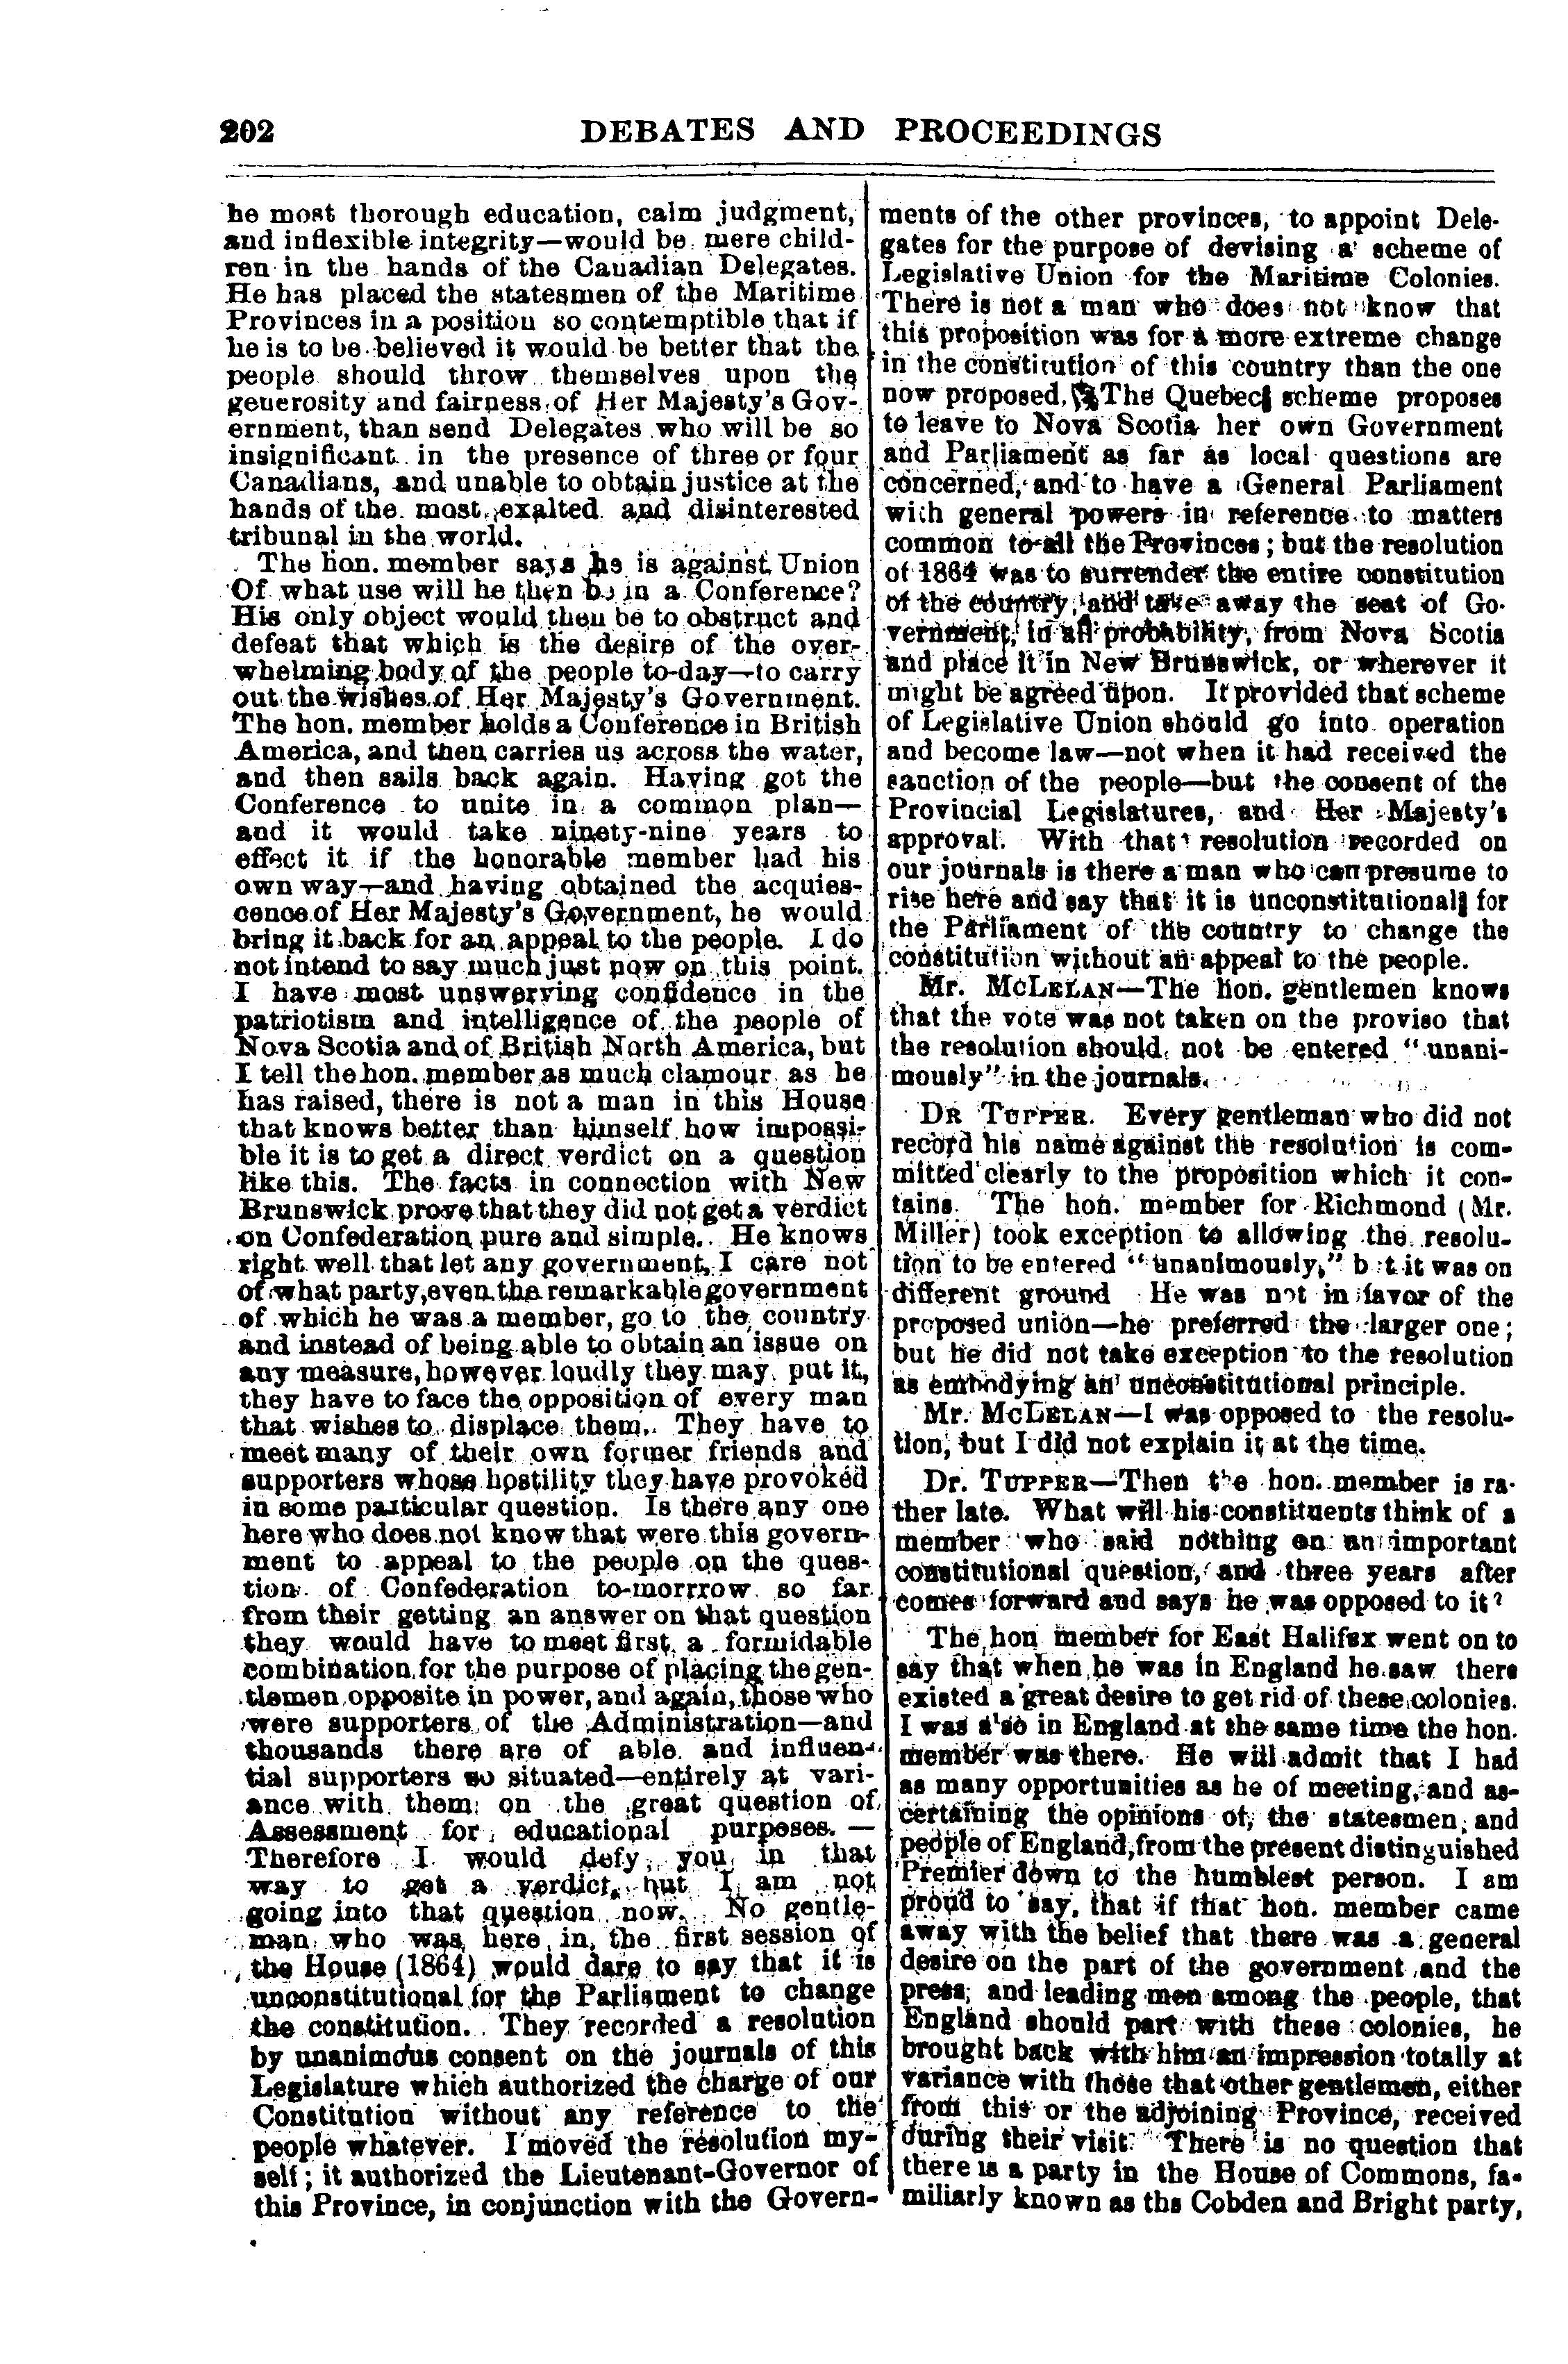 202 DEBATES AND PROCEEDINGS
he most thorough education, calm judgment,
and inflexible integrity—would be mere child-
ren in the hands of the Canadian Delegates.
He has placed the statesmen of the Maritime
Provinces in a position so contemptible that if
he is to be believed it would be better that the
people should throw themselves upon the
generosity and fairness of Her Majesty's Gov-
ernment, than send Delegates who will be so
insignificant in the presence of three or four
Canadians, and unable to obtain justice at the
hands of the most exalted and disinterested
tribunal in the world.
The hon. member says he is against Union
Of what use will he then be in a Conference?
His only object would then be to obstruct and
defeat that which is the desire of the over-
whelming body of the people to-day—to carry
out the wishes of Her Majesty's Government.
The hon. member holds a Conference in British
America, and then carries us across the water,
and then sails back again. Having got the
Conference to unite in a common plan—
and it would take ninety-nine years to
effect it if the honorable member had his
own way—and having obtained the acquies-
cence of Her Majesty's Government, he would
bring it back for an appeal to the people. I do
not intend to say much just now on this point.
I have most unswerving confidence in the
patriotism and intelligence of the people of
Nova Scotia and of British North America, but
I tell the hon. member as much clamour as he
has raised, there is not a man in this House
that knows better than himself how impossi-
ble it is to get a direct verdict on a question
like this. The facts in connection with New
Brunswick prove that they did not get a verdict
on Confederation pure and simple. He knows
right well that let any government, I care not
of what party, even the remarkable government
of which he was a member, go to the country
and instead of being able to obtain an issue on
any measure, however loudly they may put it,
they have to face the opposition of every man
that wishes to displace them. They have to
meet many of their own former friends and
supporters whose hostility they have provoked
in some particular question. Is there any one
here who does not know that were this govern-
ment to appeal to the people on the ques-
tion of Confederation to-morrrow so far
from their getting an answer on that question
they would have to meet first a formidable
combination for the purpose of placing the gen-
tlemen opposite in power, and again, those who
were supporters of the Administration—and
thousands there are of able and influen-
tial supporters so situated—entirely at vari-
ance with them on the great question of
Assessment for educational purposes. —
Therefore I would defy you in that
way to get a verdict, but I am not
going into that question now. No gentle-
man who was here in the first session of
the House (1864) would dare to say that it is
unconstitutional for the Parliament to change
the constitution. They recorded a resolution
by unanimous consent on the journals of this
Legislature which authorized the charge of our
Constitution without any reference to the
people whatever. I moved the resolution my-
self; it authorized the Lieutenant-Governor of
this Province, in conjunction with the Govern-
ments of the other provinces, to appoint Dele-
gates for the purpose of devising a scheme of
Legislative Union for the Maritime Colonies.
There is not a man who does not know that
this proposition was for a more extreme change
in the constitution of this country than the one
now proposed. The Quebec scheme proposes
to leave to Nova Scotia her own Government
and Parliament as far as local questions are
concerned, and to have a General Parliament
with general powers in reference to matters
common to all the Provinces; but the resolution
of 1864 was to surrender the entire constitution
of the country, and take away the seat of Go-
vernment, in all probability, from Nova Scotia
and place it in New Brunswick, or wherever it
might be agreed upon. It provided that scheme
of Legislative Union should go into operation
and become law—not when it had received the
sanction of the people—but the consent of the
Provincial Legislatures, and Her Majesty's
approval. With that resolution recorded on
our journals is there a man who can presume to
rise here and say that it is unconstitutional for
the Parliament of the country to change the
constitution without an appeal to the people.
Mr. McLELAN—The hon. gentlemen knows
that the vote was not taken on the proviso that
the resolution should not be entered "unani-
mously" in the journals.
DR TUPPER. Every gentleman who did not
record his name against the resolution is com-
mitted clearly to the proposition which it con-
tains. The hon. member for Richmond (Mr.
Miller) took exception to allowing the resolu-
tion to be entered "unanimously," but it was on
different ground He was not in favor of the
proposed union—he preferred the larger one;
but he did not take exception to the resolution
as embodying an unconstitutional principle.
Mr. McLELAN—I was opposed to the resolu-
tion, but I did not explain it at the time.
Dr. TUPPER—Then the hon. member is ra-
ther late. What will his constituents think of a
member who said nothing on an important
constitutional question, and three years after
comes forward and says he was opposed to it?
The hon member for East Halifax went on to
say that when he was in England he saw there
existed a great desire to get rid of these colonies.
I was also in England at the same time the hon.
member was there. He will admit that I had
as many opportunities as he of meeting, and as-
certaining the opinions of, the statesmen and
people of England, from the present distinguished
Premier down to the humblest person. I am
proud to say, that if that hon. member came
away with the belief that there was a general
desire on the part of the government and the
press, and leading men among the people, that
England should part with these colonies, he
brought back with him an impression totally at
variance with those that other gentlemen, either
from this or the adjoining Province, received
during their visit. There is no question that
there is a party in the House of Commons, fa-
miliarly known as ths Cobden and Bright party,